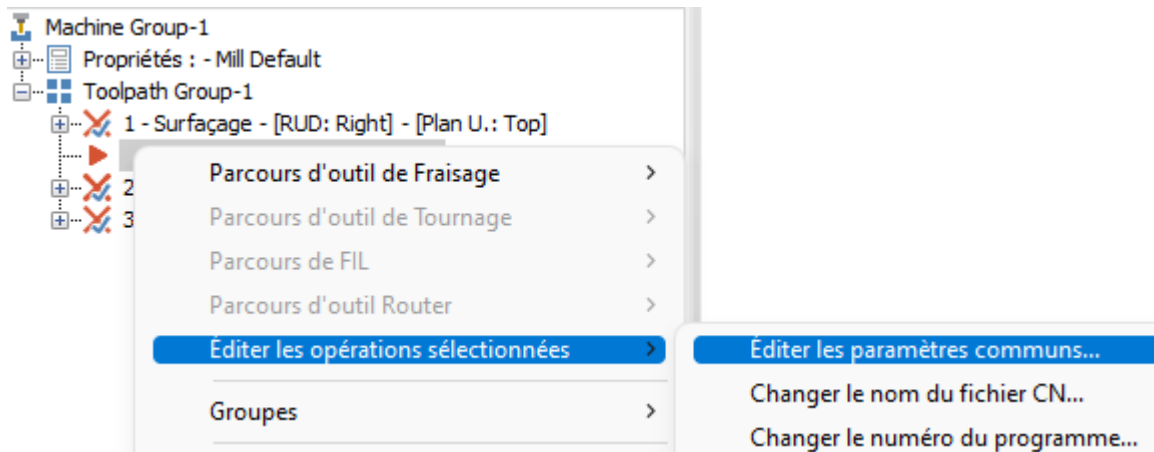 Machine Group-1
Propriétés : - Mill Default
Toolpath Group-1
1 - Surfaçage - [RUD: Right] - [Plan U.: Top]
2
3
Parcours d'outil de Fraisage
Parcours d'outil de Tournage
Parcours de FIL
Parcours d'outil Router
Éditer les opérations sélectionnées
Groupes
Éditer les paramètres communs...
Changer le nom du fichier CN...
Changer le numéro du programme...